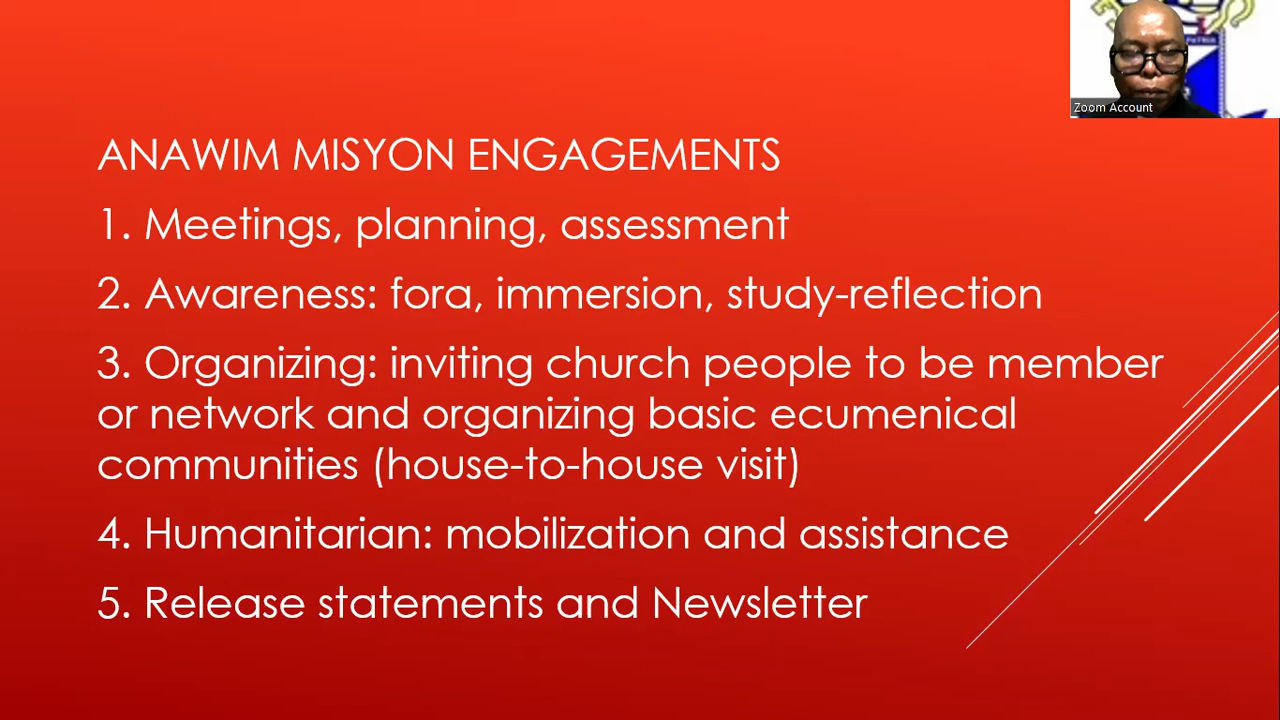 ANAWIM MISYON ENGAGEMENTS
1. Meetings, planning, assessment
2. Awareness: fora, immersion, study-reflection
3. Organizing: inviting church people to be member
or network and organizing basic ecumenical
communities (house-to-house visit)
4. Humanitarian: mobilization and assistance
5. Release statements and Newsletter
Zoom Account